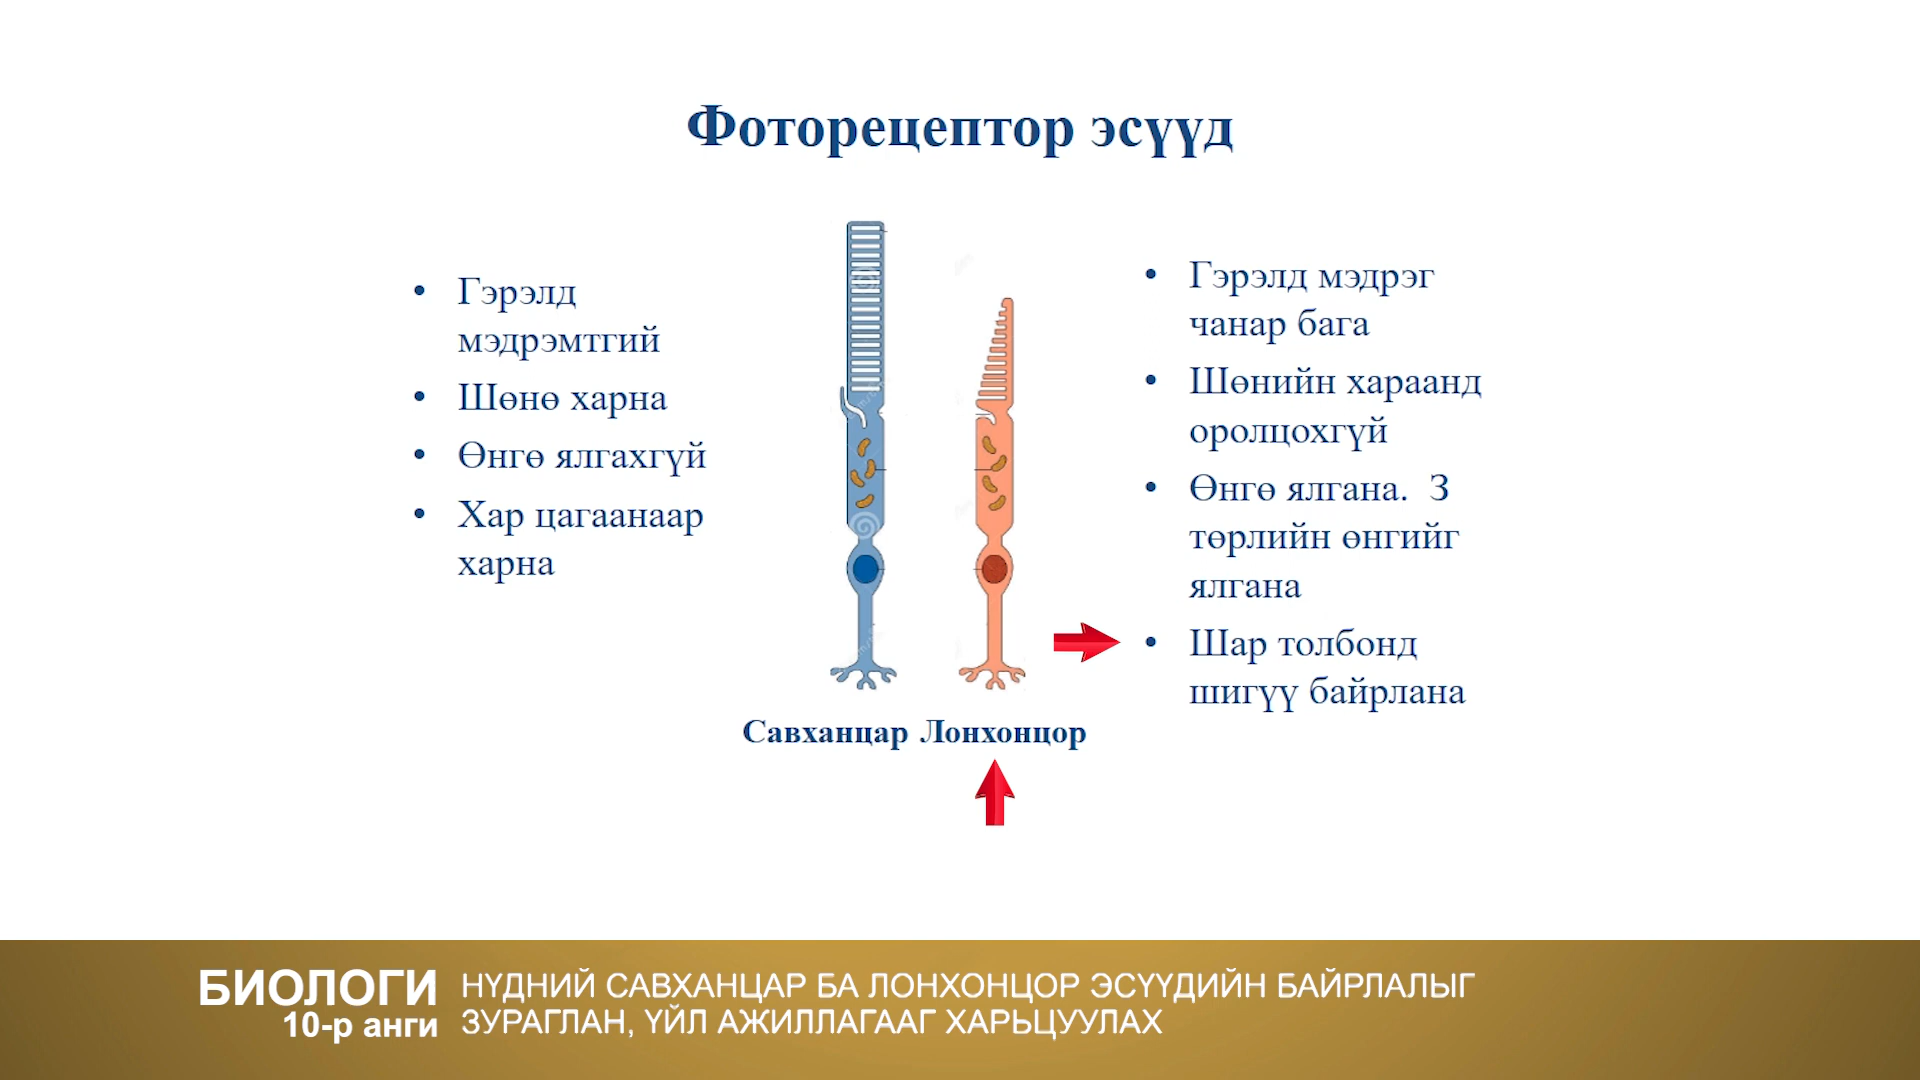 Фоторецептор эсүүд
• Гэрэлд
мэдрэмтгий
• Шөнө харна
• Өнгө ялгахгүй
• Хар цагаанаар
харна
• Гэрэлд мэдрэг
чанар бага
• Шөнийн хараанд
оролцохгүй
• Өнгө ялгана. 3
төрлийн өнгийг
ялгана
• Шар толбонд
шигүү байрлана
Савханцар Лонхонцор
БИОЛОГИ
10-р анги
НҮДНИЙ САВХАНЦАР БА ЛОНХОНЦОР ЭСҮҮДИЙН БАЙРЛАЛЫГ
ЗУРАГЛАН, ҮЙЛ АЖИЛЛАГААГ ХАРЬЦУУЛАХ